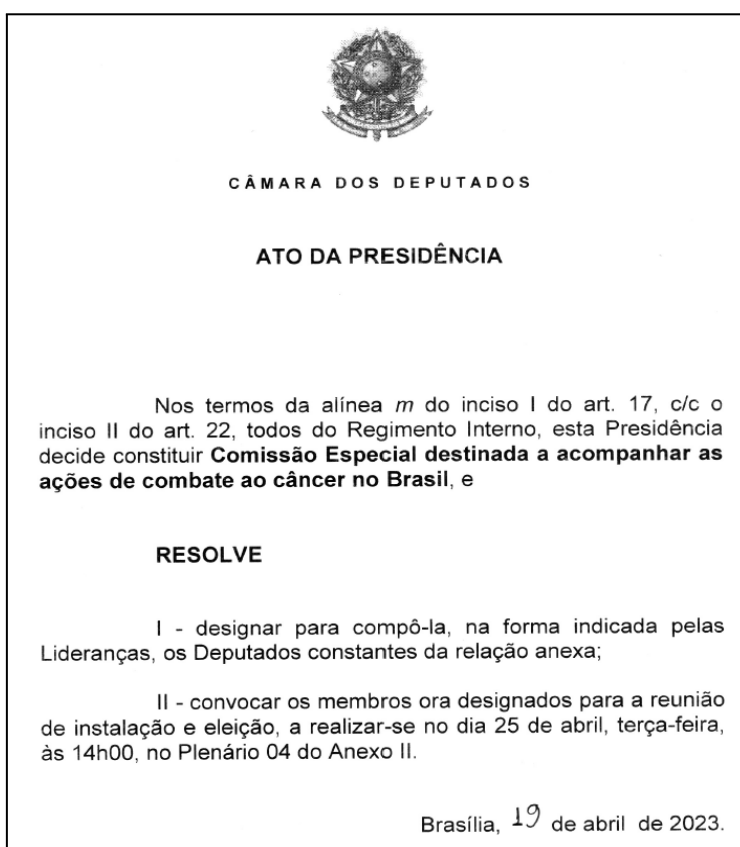 CÂMARA DOS DEPUTADOS
ATO DA PRESIDÊNCIA
Nos termos da alínea m do inciso I do art. 17, c/c o
inciso II do art. 22, todos do Regimento Interno, esta Presidência
decide constituir Comissão Especial destinada a acompanhar as
ações de combate ao câncer no Brasil, e
RESOLVE
I - designar para compô-la, na forma indicada pelas
Lideranças, os Deputados constantes da relação anexa;
II - convocar os membros ora designados para a reunião
de instalação e eleição, a realizar-se no dia 25 de abril, terça-feira,
às 14h00, no Plenário 04 do Anexo II.
Brasília, 19 de abril de 2023.